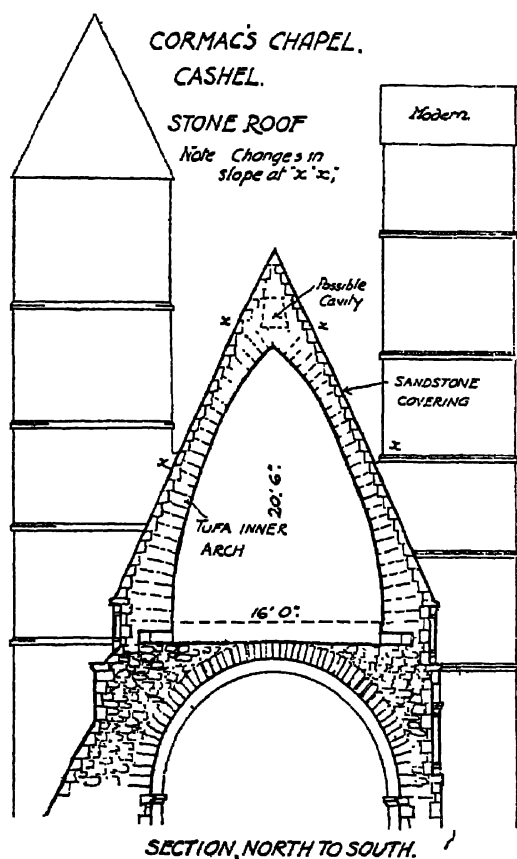 CORMAC'S CHAPEL.
CASHEL.
STONE ROOF
Note Changes in
slope at "x" "x";
Modern.
Possible
Cavity
x
x
SANDSTONE
COVERING
x
x
20'. 6".
TUFA INNER
ARCH
16' 0".
SECTION, NORTH TO SOUTH.